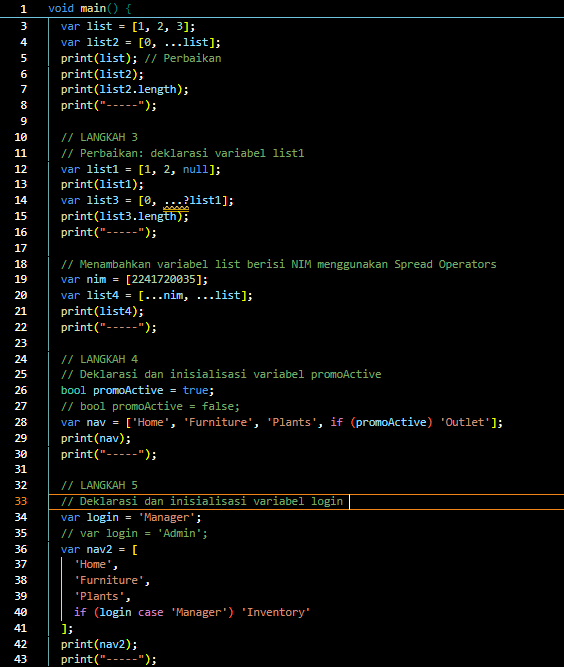 1 void main() {
3 var list = [1, 2, 3];
4 var list2 = [0, ...list];
5 print(list); // Perbaikan
6 print(list2);
7 print(list2.length);
8 print("-----");
9
10 // LANGKAH 3
11 // Perbaikan: deklarasi variabel list1
12 var list1 = [1, 2, null];
13 print(list1);
14 var list3 = [0, ...?list1];
15 print(list3.length);
16 print("-----");
17
18 // Menambahkan variabel list berisi NIM menggunakan Spread Operators
19 var nim = [2241720035];
20 var list4 = [...nim, ...list];
21 print(list4);
22 print("-----");
23
24 // LANGKAH 4
25 // Deklarasi dan inisialisasi variabel promoActive
26 bool promoActive = true;
27 // bool promoActive = false;
28 var nav = ['Home', 'Furniture', 'Plants', if (promoActive) 'Outlet'];
29 print(nav);
30 print("-----");
31
32 // LANGKAH 5
33 // Deklarasi dan inisialisasi variabel login
34 var login = 'Manager';
35 // var login = 'Admin';
36 var nav2 = [
37 'Home',
38 'Furniture',
39 'Plants',
40 if (login case 'Manager') 'Inventory'
41 ];
42 print(nav2);
43 print("-----");